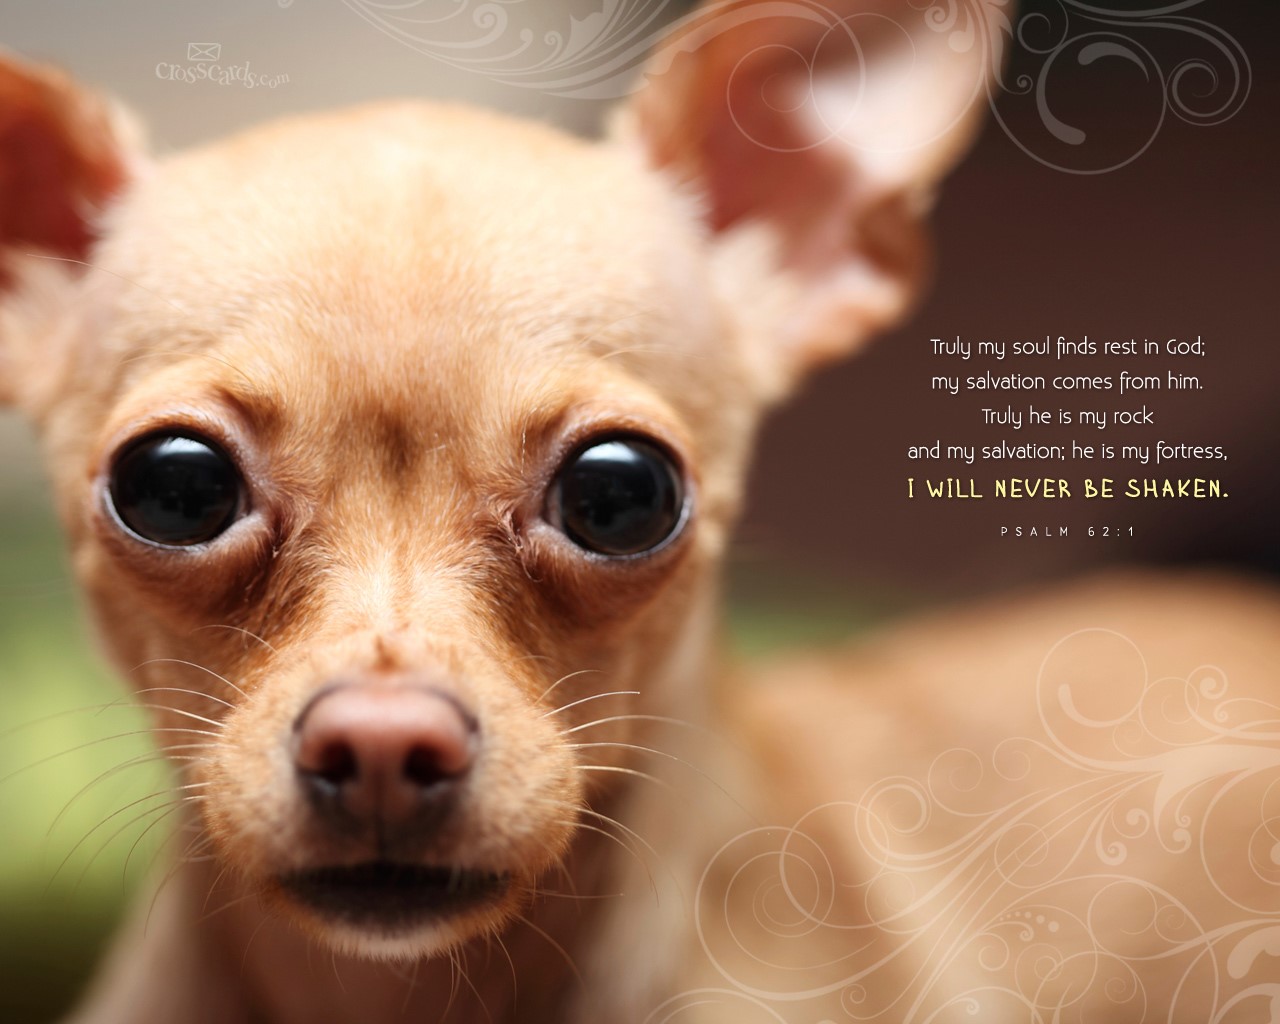 crosscards.com
Truly my soul finds rest in God;
my salvation comes from him.
Truly he is my rock
and my salvation; he is my fortress,
I WILL NEVER BE SHAKEN.
PSALM 62:1